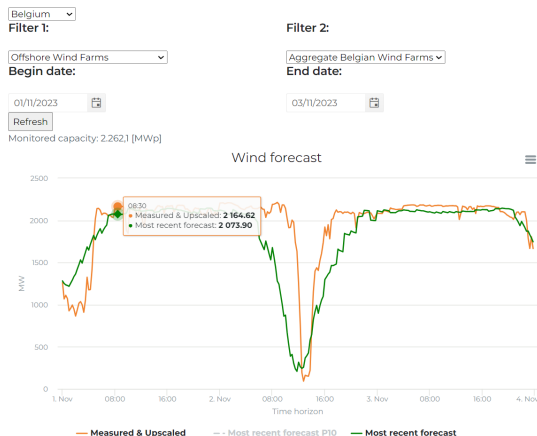 Belgium
Filter 1:
Filter 2:
Offshore Wind Farms
Aggregate Belgian Wind Farms
Begin date:
End date:
01/11/2023
03/11/2023
Refresh
Monitored capacity: 2.262,1 [MWp]
Wind forecast
2500
2000
1500
1000
500
0
MW
08:30
Measured & Upscaled: 2 164.62
Most recent forecast: 2 073.90
1. Nov
08:00
16:00
2. Nov
08:00
16:00
3. Nov
08:00
16:00
4. Nov
Time horizon
Measured & Upscaled
Most recent forecast P10
Most recent forecast